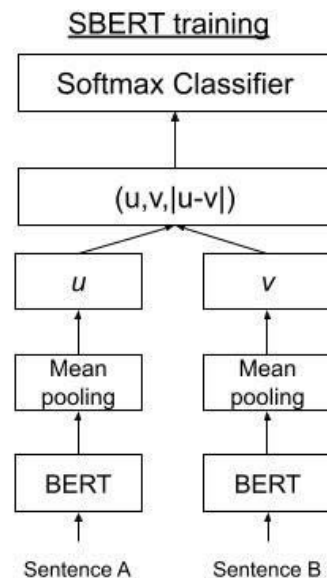 SBERT training
Softmax Classifier
(u,v,|u-v|)
u
v
Mean
pooling
Mean
pooling
BERT
BERT
Sentence A
Sentence B